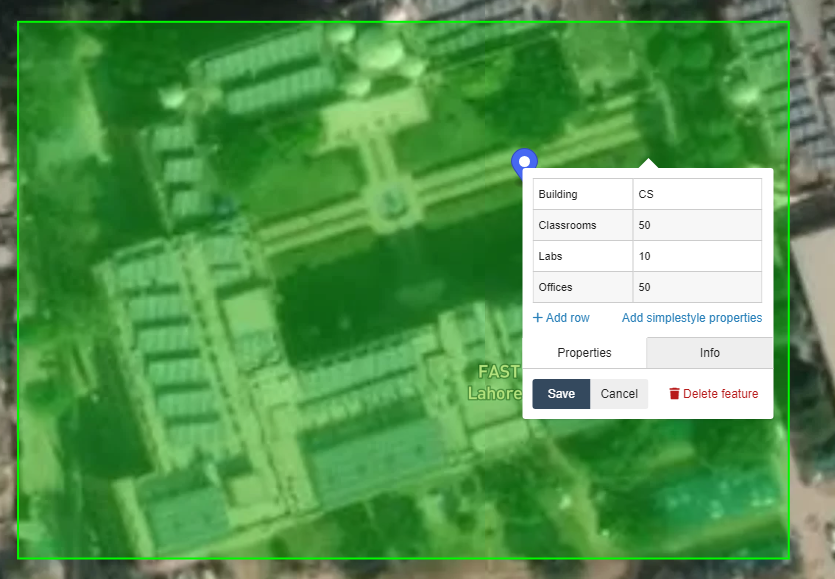 Building CS
Classrooms 50
Labs 10
Offices 50
+ Add row Add simplestyle properties
Properties Info
FAST
Lahore
Save Cancel Delete feature